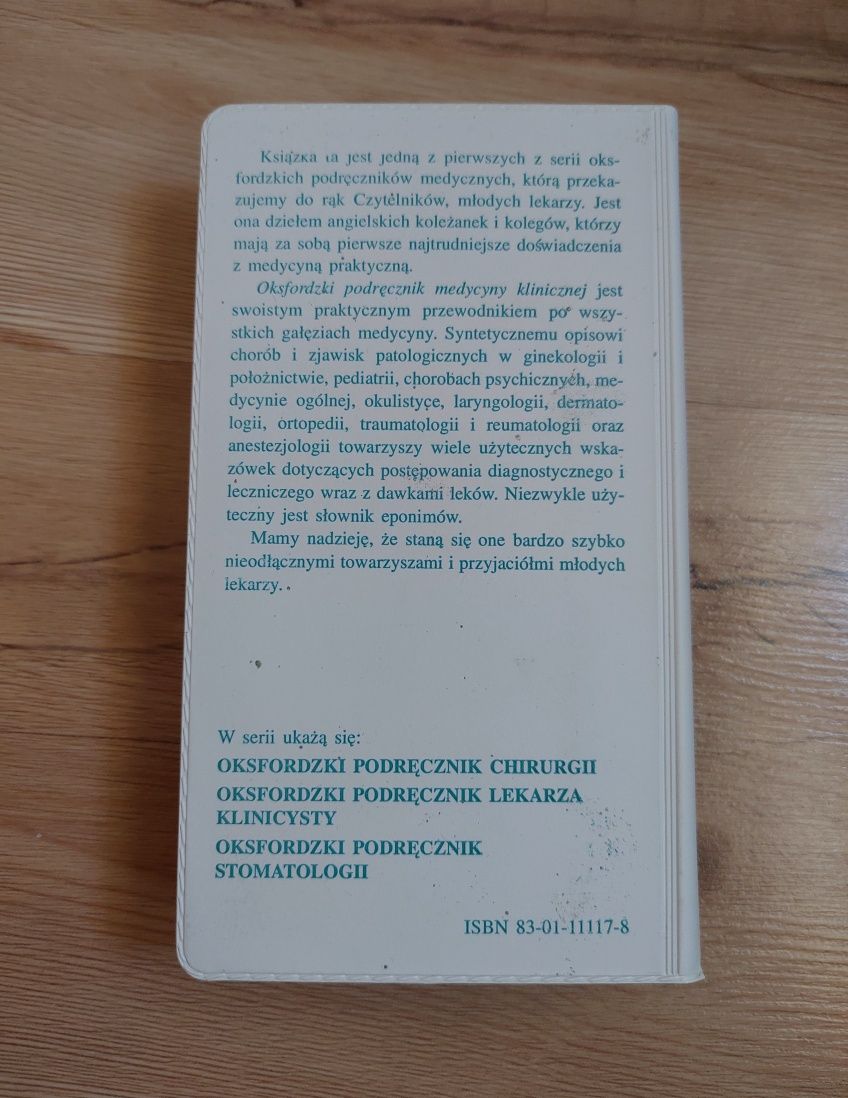 Książka ta jest jedną z pierwszych z serii oks-
fordzkich podręczników medycznych, którą przeka-
zujemy do rąk Czytelników, młodych lekarzy. Jest
ona dziełem angielskich koleżanek i kolegów, którzy
mają za sobą pierwsze najtrudniejsze doświadczenia
z medycyną praktyczną.
Oksfordzki podręcznik medycyny klinicznej jest
swoistym praktycznym przewodnikiem po wszy-
stkich gałęziach medycyny. Syntetycznemu opisowi
chorób i zjawisk patologicznych w ginekologii i
położnictwie, pediatrii, chorobach psychicznych, me-
dycynie ogólnej, okulistyce, laryngologii, dermato-
logii, ortopedii, traumatologii i reumatologii oraz
anestezjologii towarzyszy wiele użytecznych wska-
zówek dotyczących postępowania diagnostycznego i
leczniczego wraz z dawkami leków. Niezwykle uży-
teczny jest słownik eponimów.
Mamy nadzieję, że staną się one bardzo szybko
nieodłącznymi towarzyszami i przyjaciółmi młodych
lekarzy.
W serii ukażą się:
OKSFORDZKI PODRĘCZNIK CHIRURGII
OKSFORDZKI PODRĘCZNIK LEKARZA
KLINICYSTY
OKSFORDZKI PODRĘCZNIK
STOMATOLOGII
ISBN 83-01-11117-8